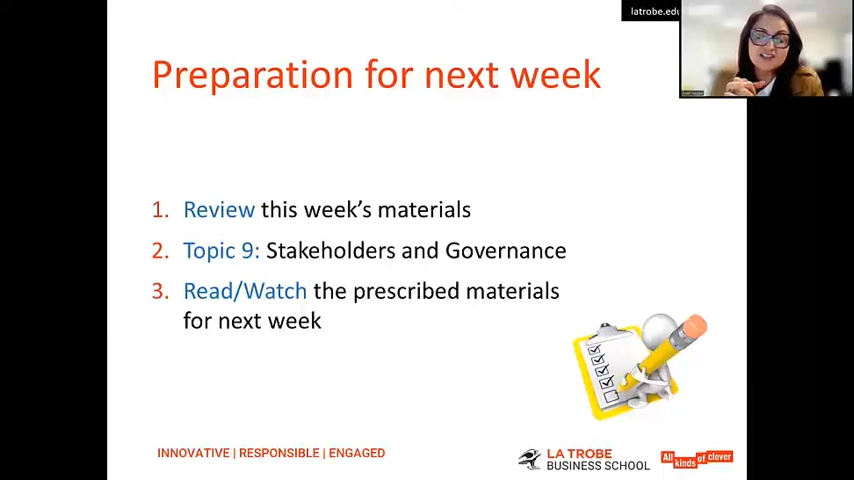 latrobe.edu
Preparation for next week
1. Review this week's materials
2. Topic 9: Stakeholders and Governance
3. Read/Watch the prescribed materials
for next week
INNOVATIVE | RESPONSIBLE | ENGAGED
LA TROBE
BUSINESS SCHOOL
All kinds of clever